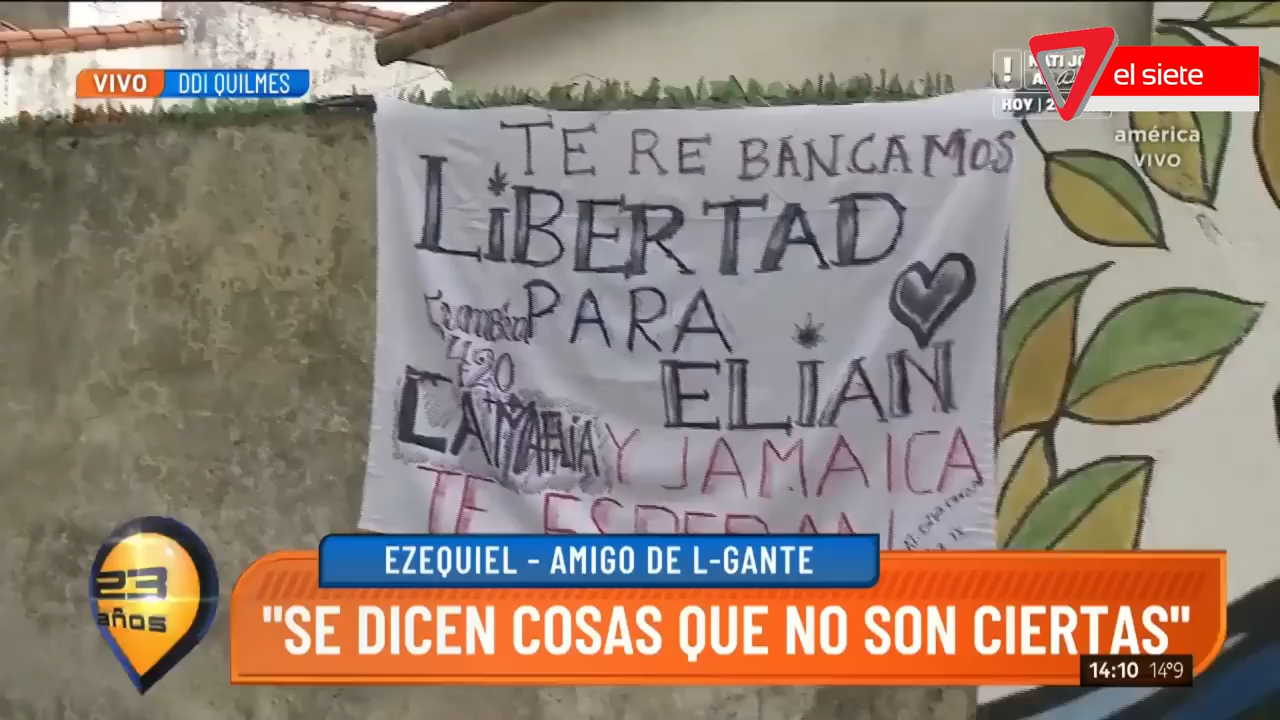 VIVO DDI QUILMES
el siete
HOY | 2
américa
VIVO
TE RE BANCAMOS
LiBERTAD
PARA
ELIAN
420
LA MAFIA Y JAMAICA
TE ESPERAN
EZEQUIEL - AMIGO DE L-GANTE
"SE DICEN COSAS QUE NO SON CIERTAS"
23
años
14:10 14°9